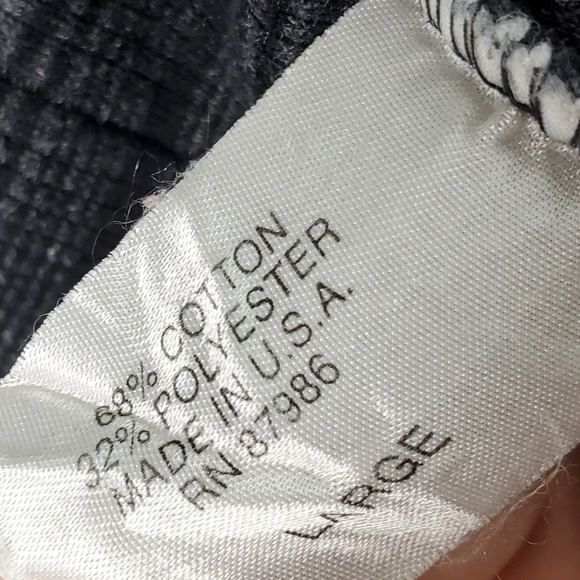 68% COTTON
32% POLYESTER
MADE IN U.S.A.
RN 87986
LARGE